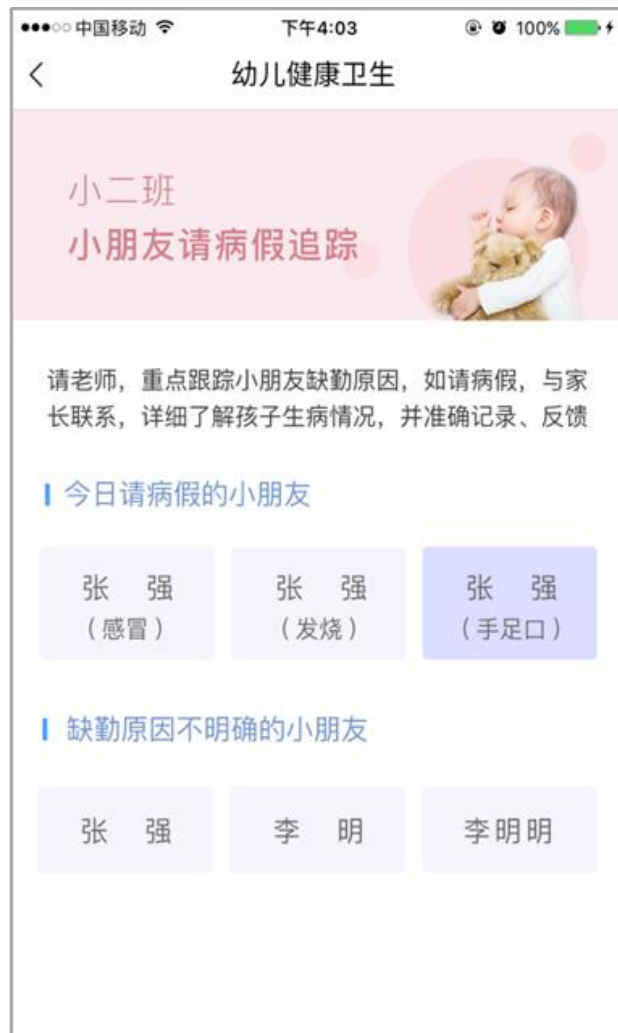 中国移动 下午4:03 100%
幼儿健康卫生
小二班
小朋友请病假追踪
请老师，重点跟踪小朋友缺勤原因，如请病假，与家
长联系，详细了解孩子生病情况，并准确记录、反馈
今日请病假的小朋友
张 强 张 强 张 强
（感冒） （发烧） （手足口）
缺勤原因不明确的小朋友
张 强 李 明 李明明